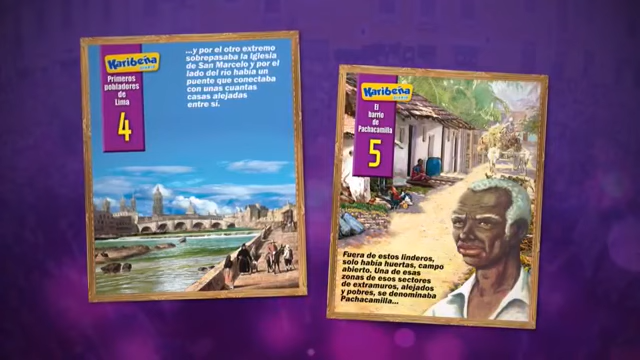 Karibeña
Primeros
pobladores
de
Lima
4
...y por el otro extremo
sobrepasaba la Iglesia
de San Marcelo y por el
lado del río había un
puente que conectaba
con unas cuantas
casas alejadas
entre sí.
Karibeña
El
barrio
de
Pachacamilla
5
Fuera de estos linderos,
solo había huertas, campo
abierto. Una de esas
zonas de esos sectores
de extramuros, alejados
y pobres, se denominaba
Pachacamilla...